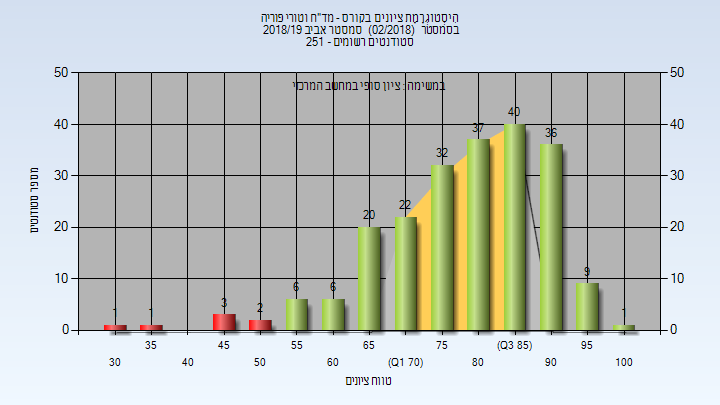 היסטוגרמת ציונים בקורס - מד"ח וטורי פוריה
בסמסטר (02/2018) סמסטר אביב 2018/19
סטודנטים רשומים - 251
במשימה : ציון סופי במחשב המרכזי
מספר סטודנטים
50 50
40 40
30 30
20 20
10 10
0 0
1 1 3 2 6 6 20 22 32 37 40 36 9 1
35 45 55 65 75 (Q3 85) 95
30 40 50 60 (Q1 70) 80 90 100
טווח ציונים